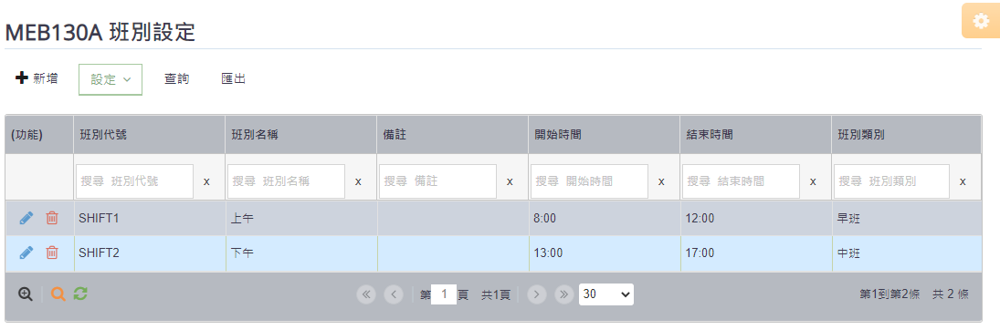 MEB130A 班別設定
新增 設定 查詢 匯出
(功能) 班別代號 班別名稱 備註 開始時間 結束時間 班別類別
搜尋 班別代號 x 搜尋 班別名稱 x 搜尋 備註 x 搜尋 開始時間 x 搜尋 結束時間 x 搜尋 班別類別 x
SHIFT1 上午 8:00 12:00 早班
SHIFT2 下午 13:00 17:00 中班
第 1 頁 共1頁 30 第1到第2條 共 2 條